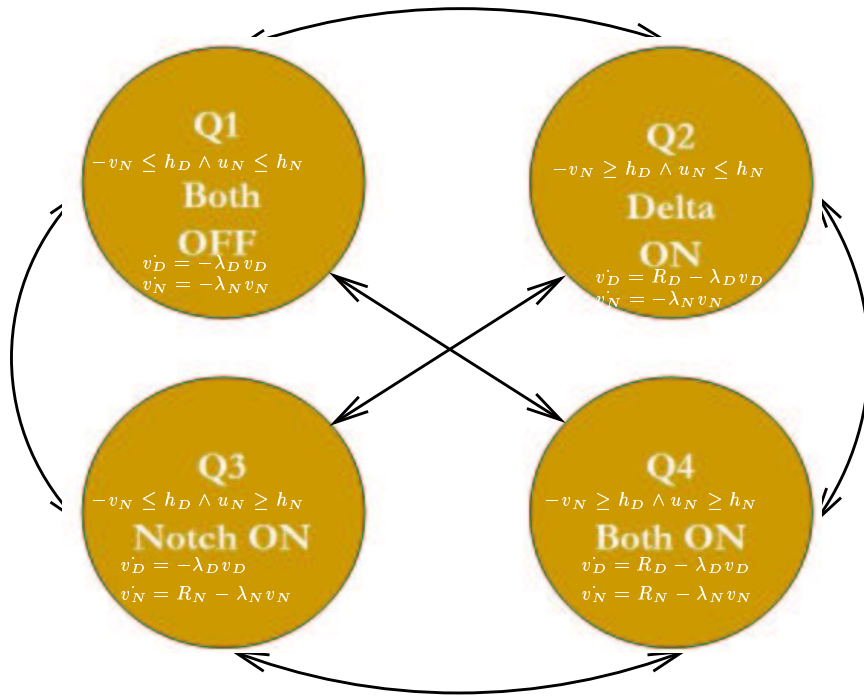 Q1
−v_N ≤ h_D ∧ u_N ≤ h_N
Both
OFF
v̇_D = −λ_D v_D
v̇_N = −λ_N v_N
Q2
−v_N ≥ h_D ∧ u_N ≤ h_N
Delta
ON
v̇_D = R_D − λ_D v_D
v̇_N = −λ_N v_N
Q3
−v_N ≤ h_D ∧ u_N ≥ h_N
Notch ON
v̇_D = −λ_D v_D
v̇_N = R_N − λ_N v_N
Q4
−v_N ≥ h_D ∧ u_N ≥ h_N
Both ON
v̇_D = R_D − λ_D v_D
v̇_N = R_N − λ_N v_N